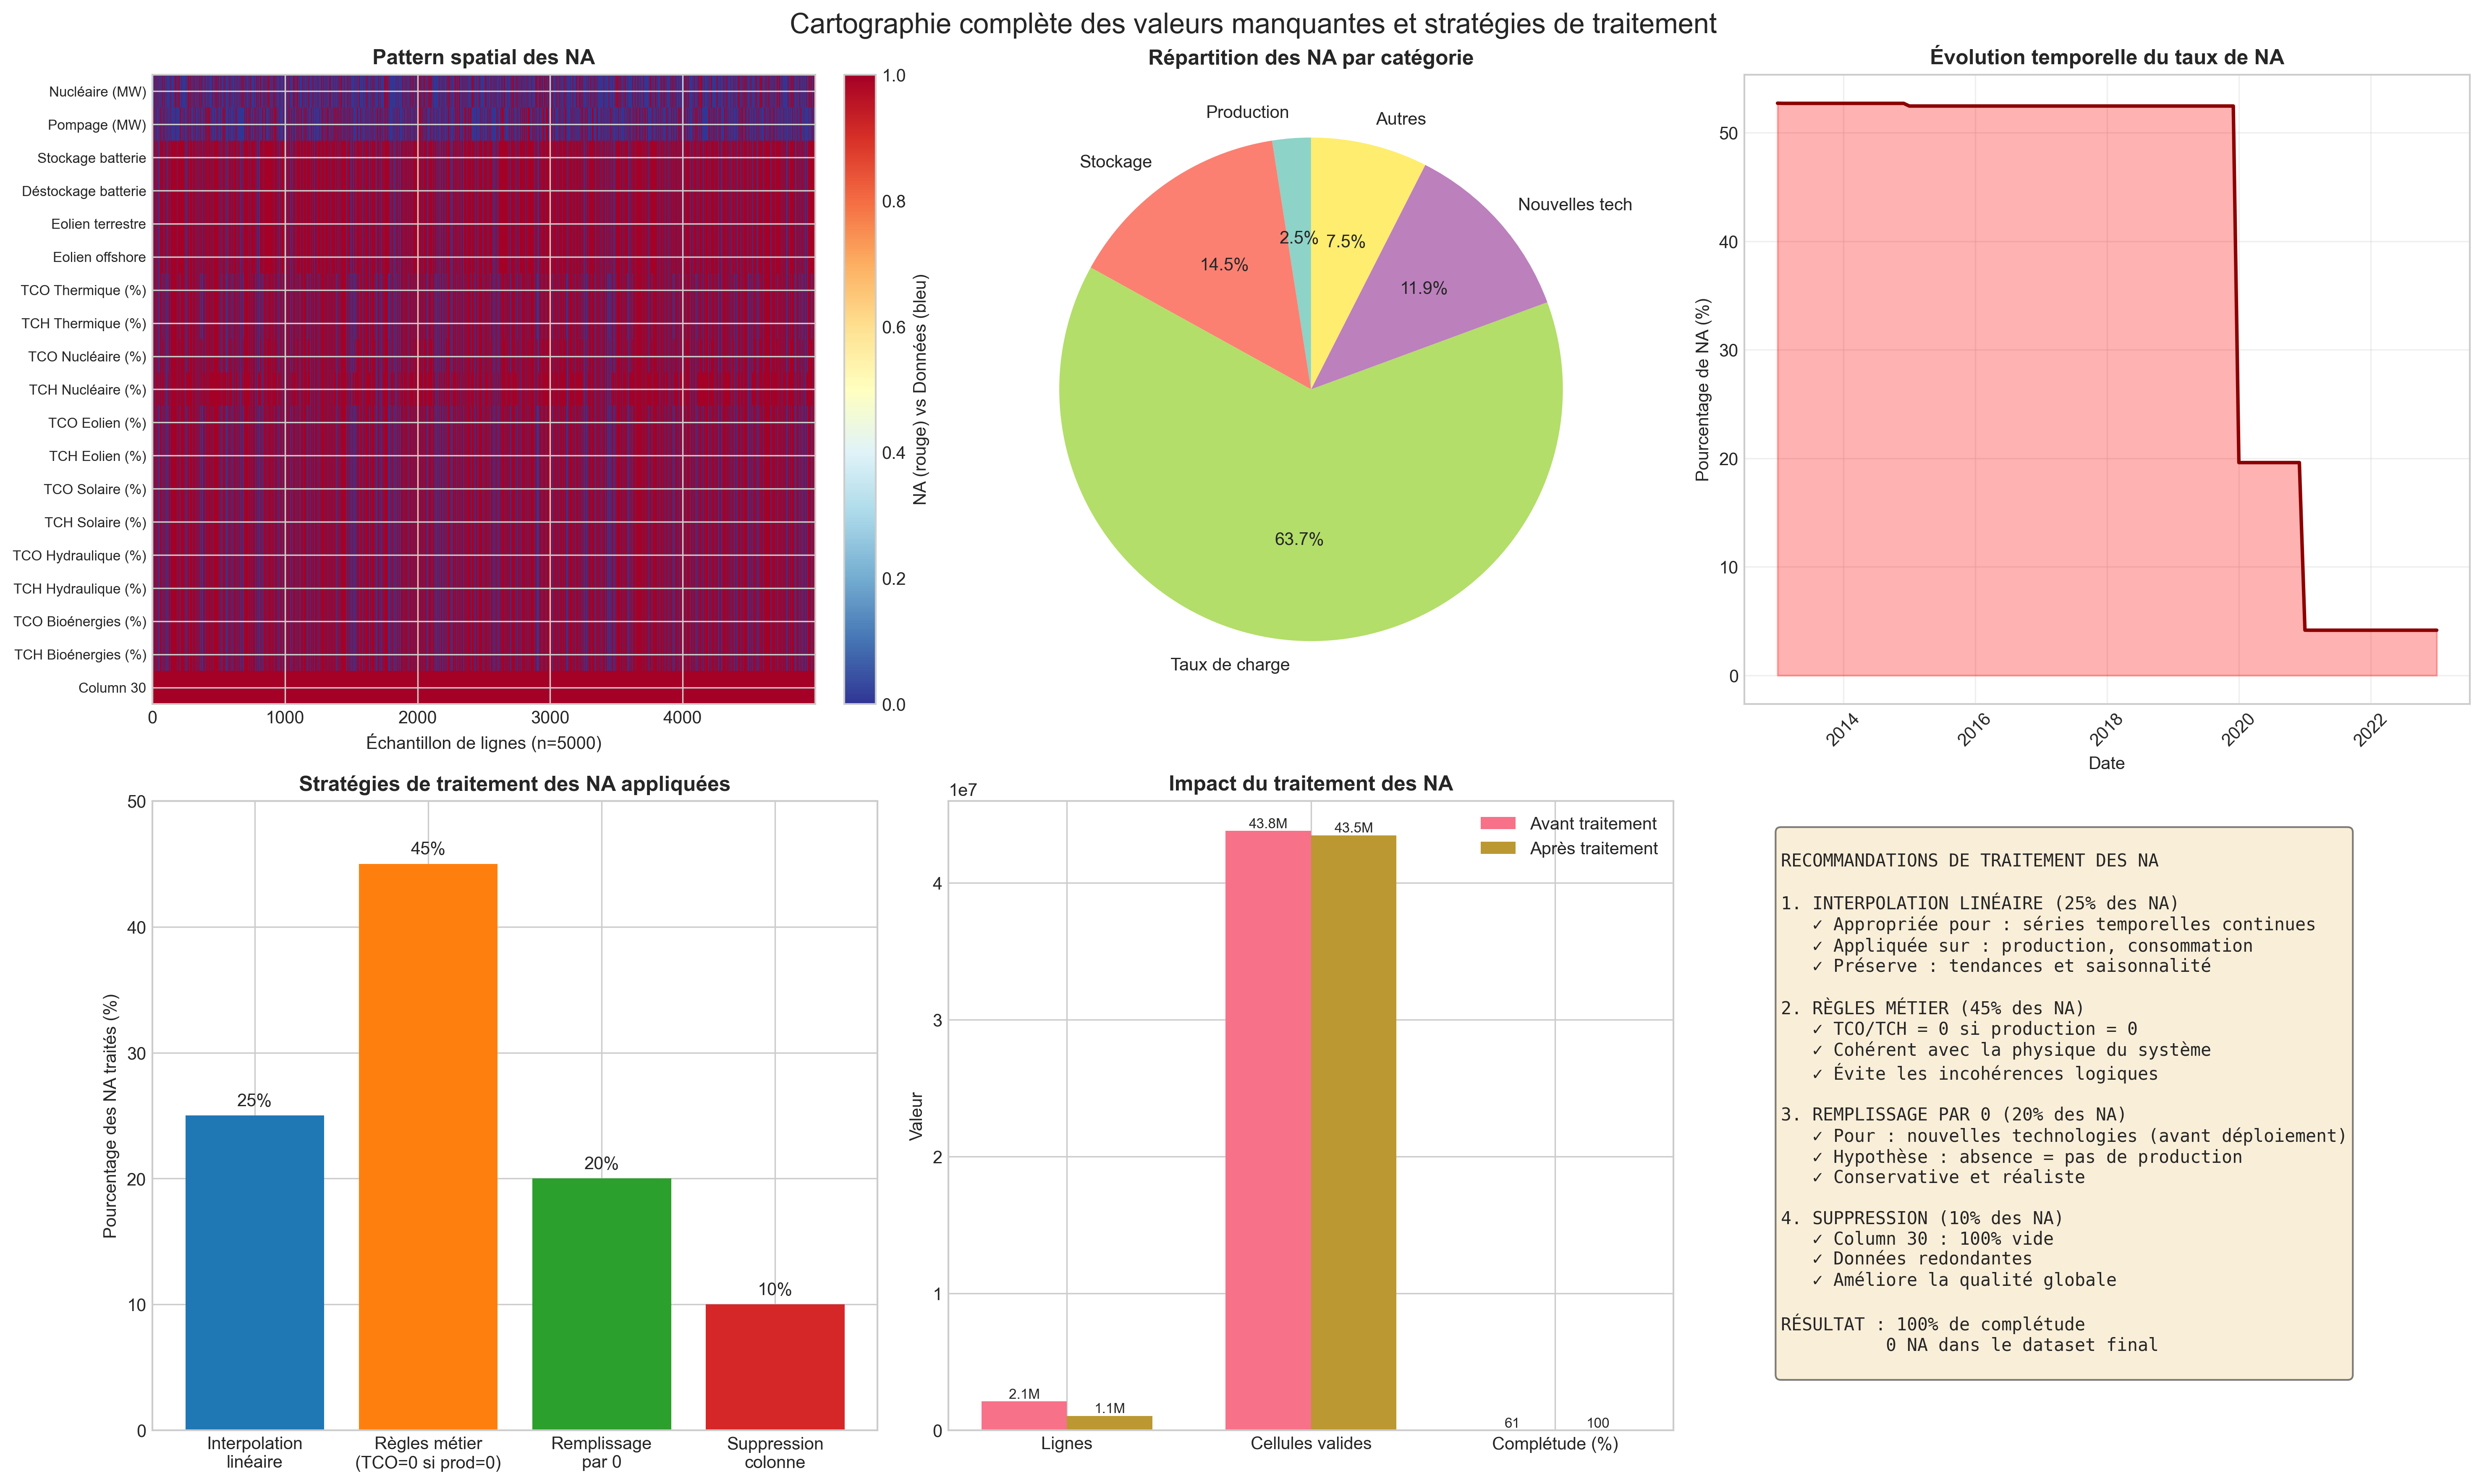 Cartographie complète des valeurs manquantes et stratégies de traitement
Pattern spatial des NA
Nucléaire (MW)
Pompage (MW)
Stockage batterie
Déstockage batterie
Eolien terrestre
Eolien offshore
TCO Thermique (%)
TCH Thermique (%)
TCO Nucléaire (%)
TCH Nucléaire (%)
TCO Eolien (%)
TCH Eolien (%)
TCO Solaire (%)
TCH Solaire (%)
TCO Hydraulique (%)
TCH Hydraulique (%)
TCO Bioénergies (%)
TCH Bioénergies (%)
Column 30
0 1000 2000 3000 4000
Échantillon de lignes (n=5000)
1.0
0.8
0.6
0.4
0.2
0.0
NA (rouge) vs Données (bleu)
Répartition des NA par catégorie
Production
Autres
Stockage
Nouvelles tech
2.5%
7.5%
14.5%
11.9%
63.7%
Taux de charge
Évolution temporelle du taux de NA
Pourcentage de NA (%)
50
40
30
20
10
0
2014 2016 2018 2020 2022
Date
Stratégies de traitement des NA appliquées
Pourcentage des NA traités (%)
50
40
30
20
10
0
25%
45%
20%
10%
Interpolation
linéaire
Règles métier
(TCO=0 si prod=0)
Remplissage
par 0
Suppression
colonne
Impact du traitement des NA
1e7
Valeur
4
3
2
1
0
Avant traitement
Après traitement
2.1M
1.1M
43.8M
43.5M
61
100
Lignes
Cellules valides
Complétude (%)
RECOMMANDATIONS DE TRAITEMENT DES NA
1. INTERPOLATION LINÉAIRE (25% des NA)
✓ Appropriée pour : séries temporelles continues
✓ Appliquée sur : production, consommation
✓ Préserve : tendances et saisonnalité
2. RÈGLES MÉTIER (45% des NA)
✓ TCO/TCH = 0 si production = 0
✓ Cohérent avec la physique du système
✓ Évite les incohérences logiques
3. REMPLISSAGE PAR 0 (20% des NA)
✓ Pour : nouvelles technologies (avant déploiement)
✓ Hypothèse : absence = pas de production
✓ Conservative et réaliste
4. SUPPRESSION (10% des NA)
✓ Column 30 : 100% vide
✓ Données redondantes
✓ Améliore la qualité globale
RÉSULTAT : 100% de complétude
0 NA dans le dataset final